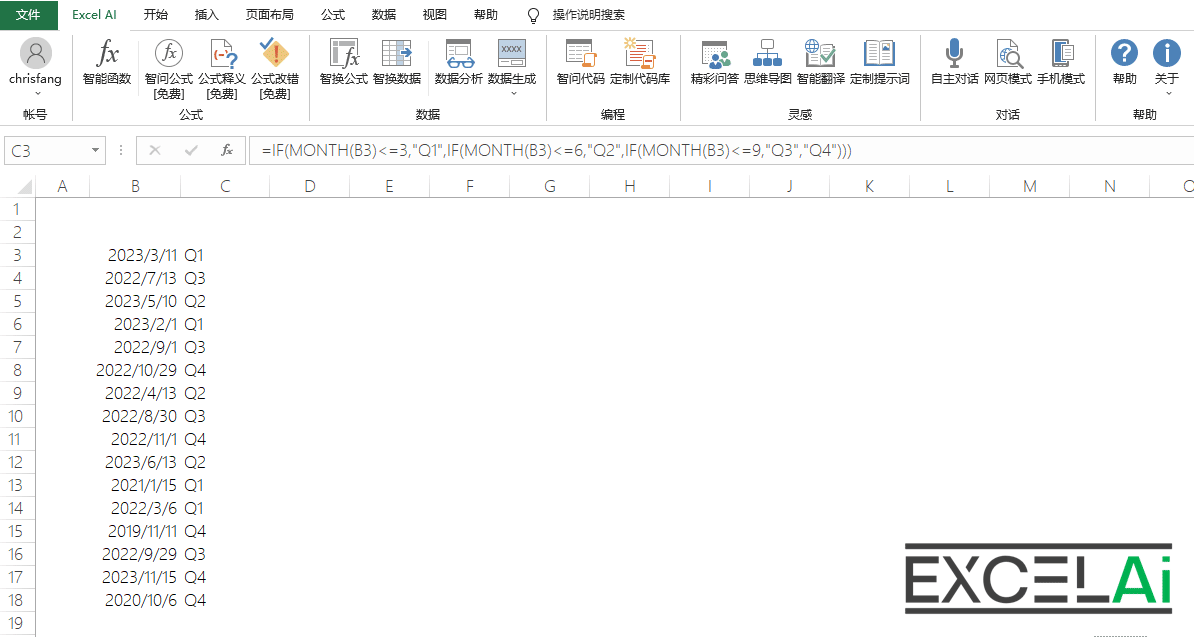 文件 Excel AI 开始 插入 页面布局 公式 数据 视图 帮助 操作说明搜索
chrisfang 智能函数 智问公式 公式释义 公式改错 智换公式 智换数据 数据分析 数据生成 智问代码 定制代码库 精彩问答 思维导图 智能翻译 定制提示词 自主对话 网页模式 手机模式 帮助 关于
[免费] [免费] [免费]
帐号 公式 数据 编程 灵感 对话 帮助
C3 fx =IF(MONTH(B3)<=3,"Q1",IF(MONTH(B3)<=6,"Q2",IF(MONTH(B3)<=9,"Q3","Q4")))
A B C D E F G H I J K L M N O
1
2
3 2023/3/11 Q1
4 2022/7/13 Q3
5 2023/5/10 Q2
6 2023/2/1 Q1
7 2022/9/1 Q3
8 2022/10/29 Q4
9 2022/4/13 Q2
10 2022/8/30 Q3
11 2022/11/1 Q4
12 2023/6/13 Q2
13 2021/1/15 Q1
14 2022/3/6 Q1
15 2019/11/11 Q4
16 2022/9/29 Q3
17 2023/11/15 Q4
18 2020/10/6 Q4
19
EXCELAi